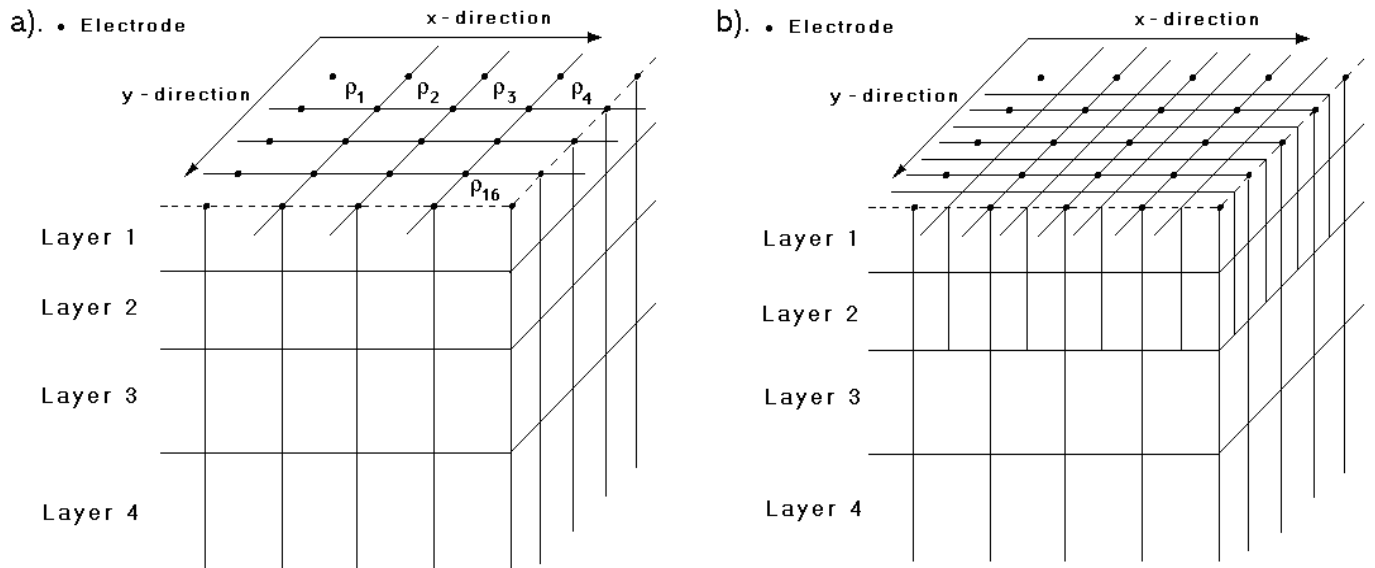 a). • Electrode
x-direction
y-direction
ρ1 ρ2 ρ3 ρ4
ρ16
Layer 1
Layer 2
Layer 3
Layer 4
b). • Electrode
x-direction
y-direction
Layer 1
Layer 2
Layer 3
Layer 4